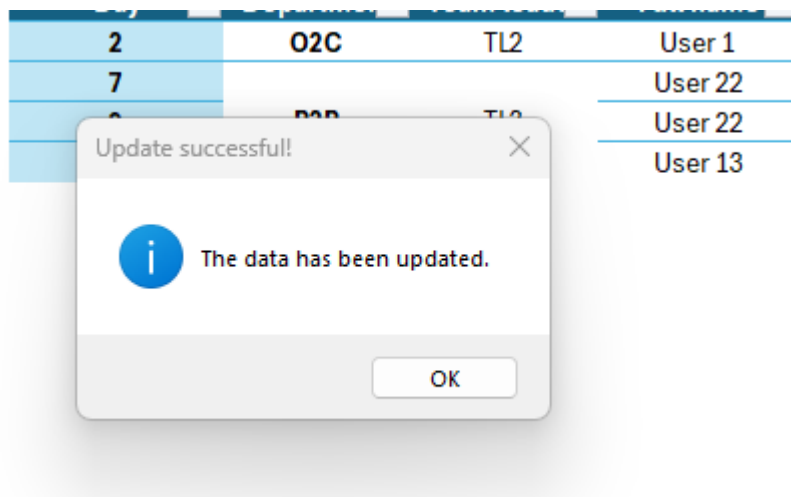 2 O2C TL2 User 1
7 User 22
User 22
User 13
Update successful!
The data has been updated.
OK